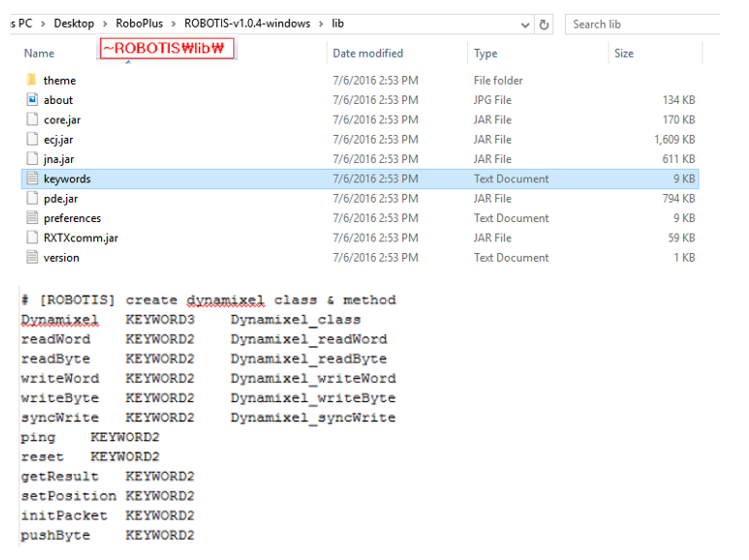 s PC > Desktop > RoboPlus > ROBOTIS-v1.0.4-windows > lib Search lib
Name ~ROBOTIS₩lib₩ Date modified Type Size
theme 7/6/2016 2:53 PM File folder
about 7/6/2016 2:53 PM JPG File 134 KB
core.jar 7/6/2016 2:53 PM JAR File 170 KB
ecj.jar 7/6/2016 2:53 PM JAR File 1,609 KB
jna.jar 7/6/2016 2:53 PM JAR File 611 KB
keywords 7/6/2016 2:53 PM Text Document 9 KB
pde.jar 7/6/2016 2:53 PM JAR File 794 KB
preferences 7/6/2016 2:53 PM Text Document 9 KB
RXTXcomm.jar 7/6/2016 2:53 PM JAR File 59 KB
version 7/6/2016 2:53 PM Text Document 1 KB
# [ROBOTIS] create dynamixel class & method
Dynamixel KEYWORD3 Dynamixel_class
readWord KEYWORD2 Dynamixel_readWord
readByte KEYWORD2 Dynamixel_readByte
writeWord KEYWORD2 Dynamixel_writeWord
writeByte KEYWORD2 Dynamixel_writeByte
syncWrite KEYWORD2 Dynamixel_syncWrite
ping KEYWORD2
reset KEYWORD2
getResult KEYWORD2
setPosition KEYWORD2
initPacket KEYWORD2
pushByte KEYWORD2